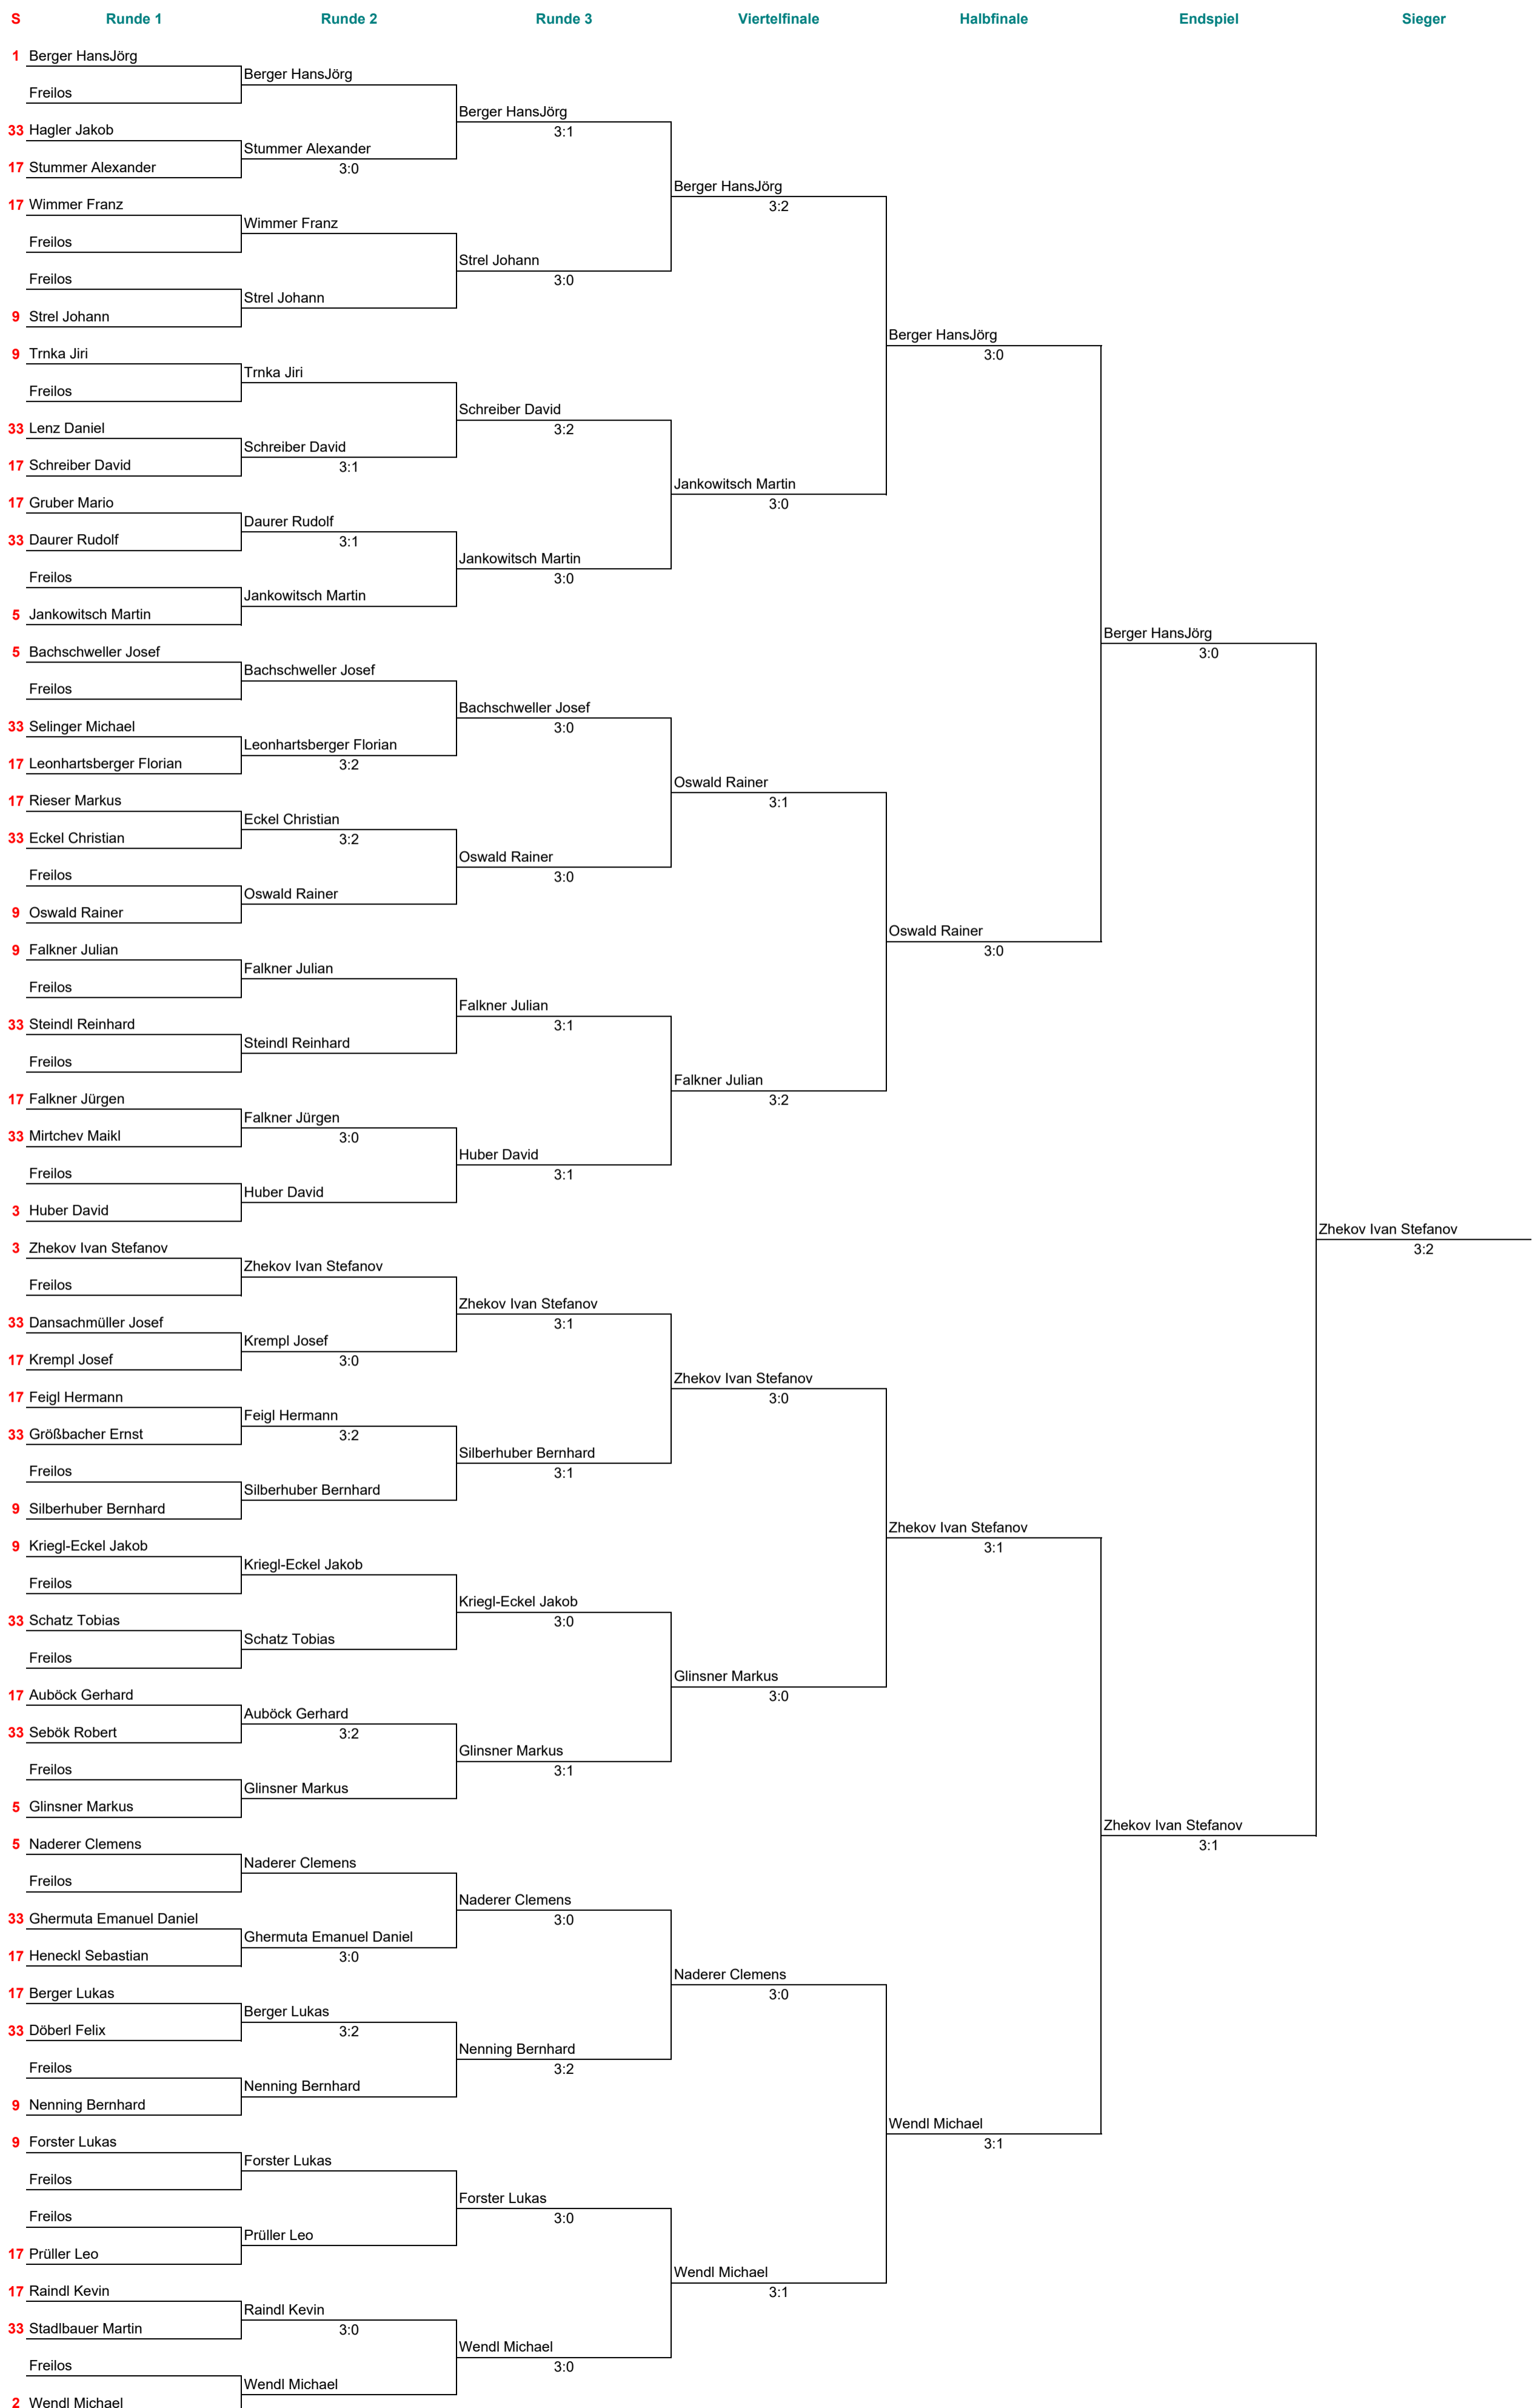 S Runde 1 Runde 2 Runde 3 Viertelfinale Halbfinale Endspiel Sieger
1 Berger HansJörg
Berger HansJörg
Freilos
Berger HansJörg
3:1
33 Hagler Jakob
Stummer Alexander
3:0
17 Stummer Alexander
Berger HansJörg
3:2
17 Wimmer Franz
Wimmer Franz
Freilos
Strel Johann
3:0
Freilos
Strel Johann
9 Strel Johann
Berger HansJörg
3:0
9 Trnka Jiri
Trnka Jiri
Freilos
Schreiber David
3:2
33 Lenz Daniel
Schreiber David
3:1
17 Schreiber David
Jankowitsch Martin
3:0
17 Gruber Mario
Daurer Rudolf
3:1
33 Daurer Rudolf
Jankowitsch Martin
3:0
Freilos
Jankowitsch Martin
5 Jankowitsch Martin
Berger HansJörg
3:0
5 Bachschweller Josef
Bachschweller Josef
Freilos
Bachschweller Josef
3:0
33 Selinger Michael
Leonhartsberger Florian
3:2
17 Leonhartsberger Florian
Oswald Rainer
3:1
17 Rieser Markus
Eckel Christian
3:2
33 Eckel Christian
Oswald Rainer
3:0
Freilos
Oswald Rainer
9 Oswald Rainer
Oswald Rainer
3:0
9 Falkner Julian
Falkner Julian
Freilos
Falkner Julian
3:1
33 Steindl Reinhard
Steindl Reinhard
Freilos
Falkner Julian
3:2
17 Falkner Jürgen
Falkner Jürgen
3:0
33 Mirtchev Maikl
Huber David
3:1
Freilos
Huber David
3 Huber David
Zhekov Ivan Stefanov
3:2
3 Zhekov Ivan Stefanov
Zhekov Ivan Stefanov
Freilos
Zhekov Ivan Stefanov
3:1
33 Dansachmüller Josef
Krempl Josef
3:0
17 Krempl Josef
Zhekov Ivan Stefanov
3:0
17 Feigl Hermann
Feigl Hermann
3:2
33 Größbacher Ernst
Silberhuber Bernhard
3:1
Freilos
Silberhuber Bernhard
9 Silberhuber Bernhard
Zhekov Ivan Stefanov
3:1
9 Kriegl-Eckel Jakob
Kriegl-Eckel Jakob
Freilos
Kriegl-Eckel Jakob
3:0
33 Schatz Tobias
Schatz Tobias
Freilos
Glinsner Markus
3:0
17 Auböck Gerhard
Auböck Gerhard
3:2
33 Sebök Robert
Glinsner Markus
3:1
Freilos
Glinsner Markus
5 Glinsner Markus
Zhekov Ivan Stefanov
3:1
5 Naderer Clemens
Naderer Clemens
Freilos
Naderer Clemens
3:0
33 Ghermuta Emanuel Daniel
Ghermuta Emanuel Daniel
3:0
17 Heneckl Sebastian
Naderer Clemens
3:0
17 Berger Lukas
Berger Lukas
3:2
33 Döberl Felix
Nenning Bernhard
3:2
Freilos
Nenning Bernhard
9 Nenning Bernhard
Wendl Michael
3:1
9 Forster Lukas
Forster Lukas
Freilos
Forster Lukas
3:0
Freilos
Prüller Leo
17 Prüller Leo
Wendl Michael
3:1
17 Raindl Kevin
Raindl Kevin
3:0
33 Stadlbauer Martin
Wendl Michael
3:0
Freilos
Wendl Michael
2 Wendl Michael